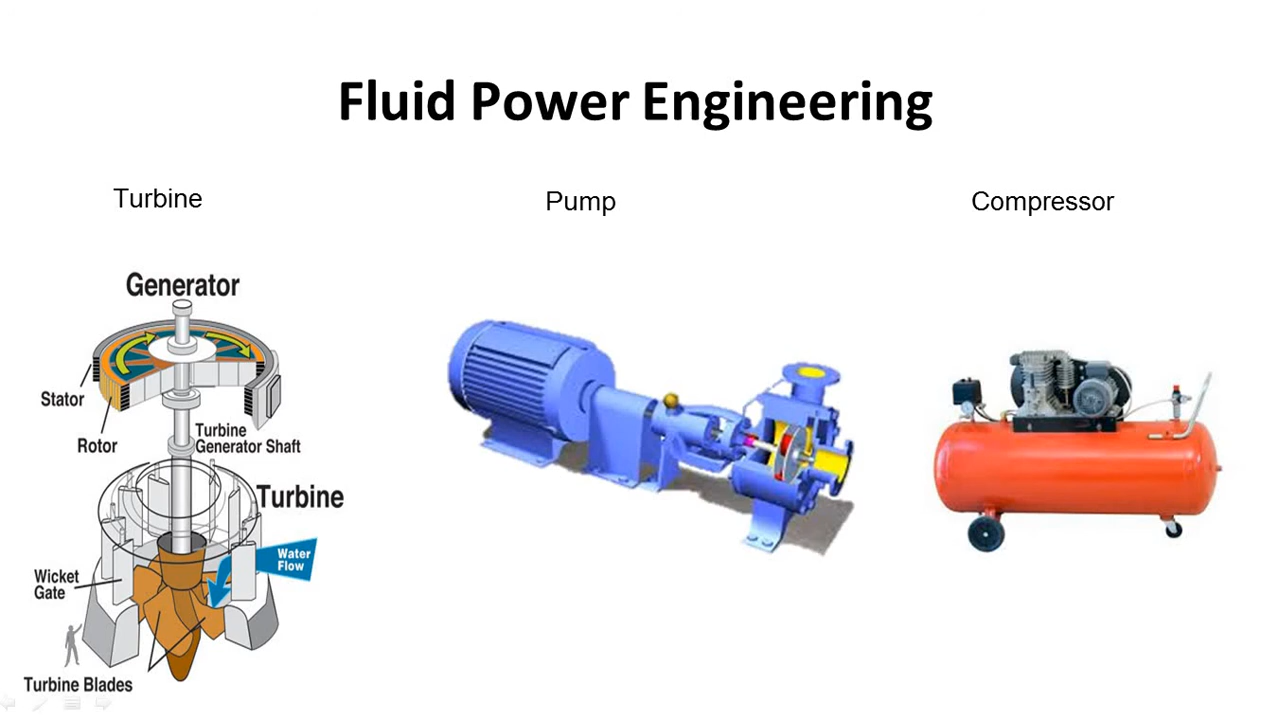 Fluid Power Engineering
Turbine
Pump
Compressor
Generator
Stator
Rotor
Turbine
Generator Shaft
Turbine
Water
Flow
Wicket
Gate
Turbine Blades